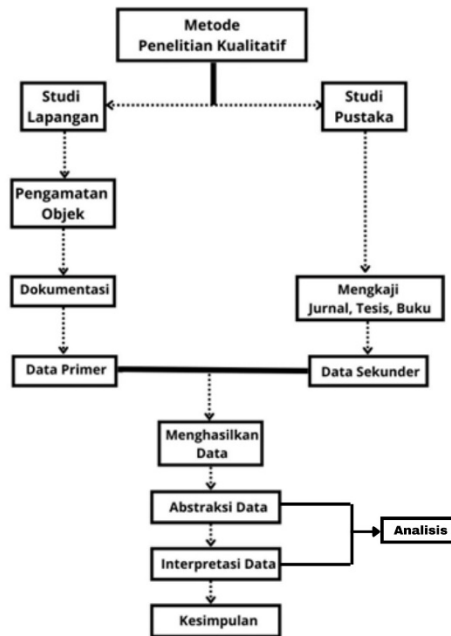 Metode
Penelitian Kualitatif
Studi
Lapangan
Studi
Pustaka
Pengamatan
Objek
Dokumentasi
Mengkaji
Jurnal, Tesis, Buku
Data Primer
Data Sekunder
Menghasilkan
Data
Abstraksi Data
Analisis
Interpretasi Data
Kesimpulan